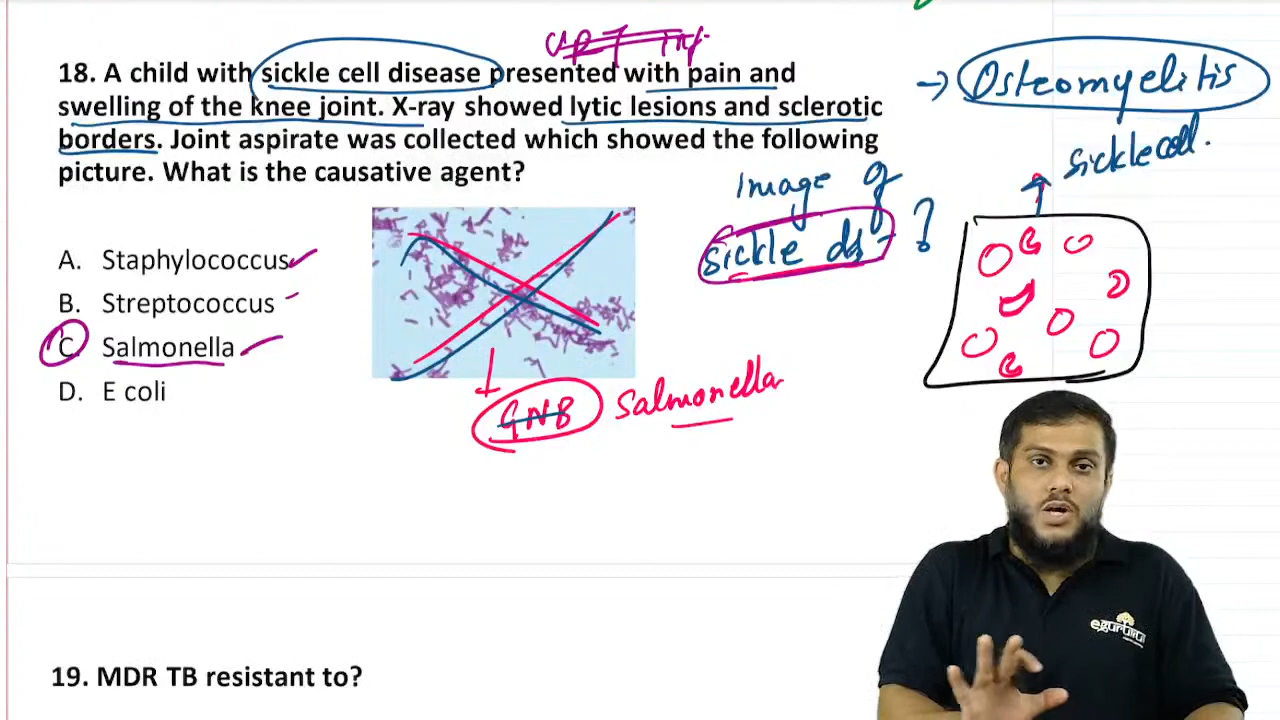 18. A child with sickle cell disease presented with pain and
swelling of the knee joint. X-ray showed lytic lesions and sclerotic
borders. Joint aspirate was collected which showed the following
picture. What is the causative agent?
→ Osteomyelitis
sickle cell.
Image of
sickle ds - ?
A. Staphylococcus
B. Streptococcus
C. Salmonella
D. E coli
GNB Salmonella
egurukul
19. MDR TB resistant to?